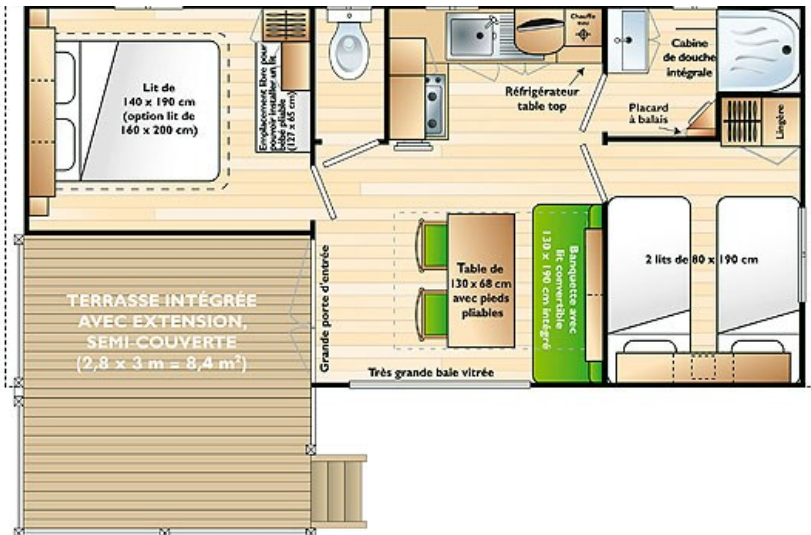 Lit de
140 x 190 cm
(option lit de
160 x 200 cm)
Emplacement libre pour
pouvoir installer un lit
bébé pliable
(127 x 65 cm)
Chauffe
eau
Réfrigérateur
table top
Cabine
de douche
intégrale
Placard
à balais
Lingère
TERRASSE INTÉGRÉE
AVEC EXTENSION,
SEMI-COUVERTE
(2,8 x 3 m = 8,4 m²)
Grande porte d'entrée
Table de
130 x 68 cm
avec pieds
pliables
Banquette avec
lit convertible
130 x 190 cm intégré
2 lits de 80 x 190 cm
Très grande baie vitrée